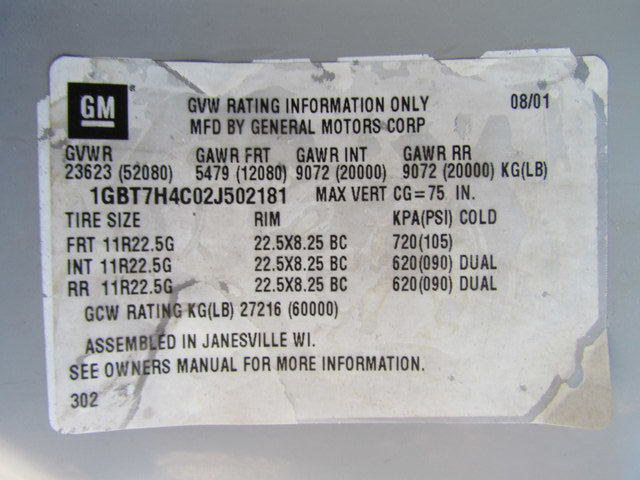 GM
GVW RATING INFORMATION ONLY 08/01
MFD BY GENERAL MOTORS CORP
GVWR GAWR FRT GAWR INT GAWR RR
23623 (52080) 5479 (12080) 9072 (20000) 9072 (20000) KG(LB)
1GBT7H4C02J502181 MAX VERT CG=75 IN.
TIRE SIZE RIM KPA(PSI) COLD
FRT 11R22.5G 22.5X8.25 BC 720(105)
INT 11R22.5G 22.5X8.25 BC 620(090) DUAL
RR 11R22.5G 22.5X8.25 BC 620(090) DUAL
GCW RATING KG(LB) 27216 (60000)
ASSEMBLED IN JANESVILLE WI.
SEE OWNERS MANUAL FOR MORE INFORMATION.
302